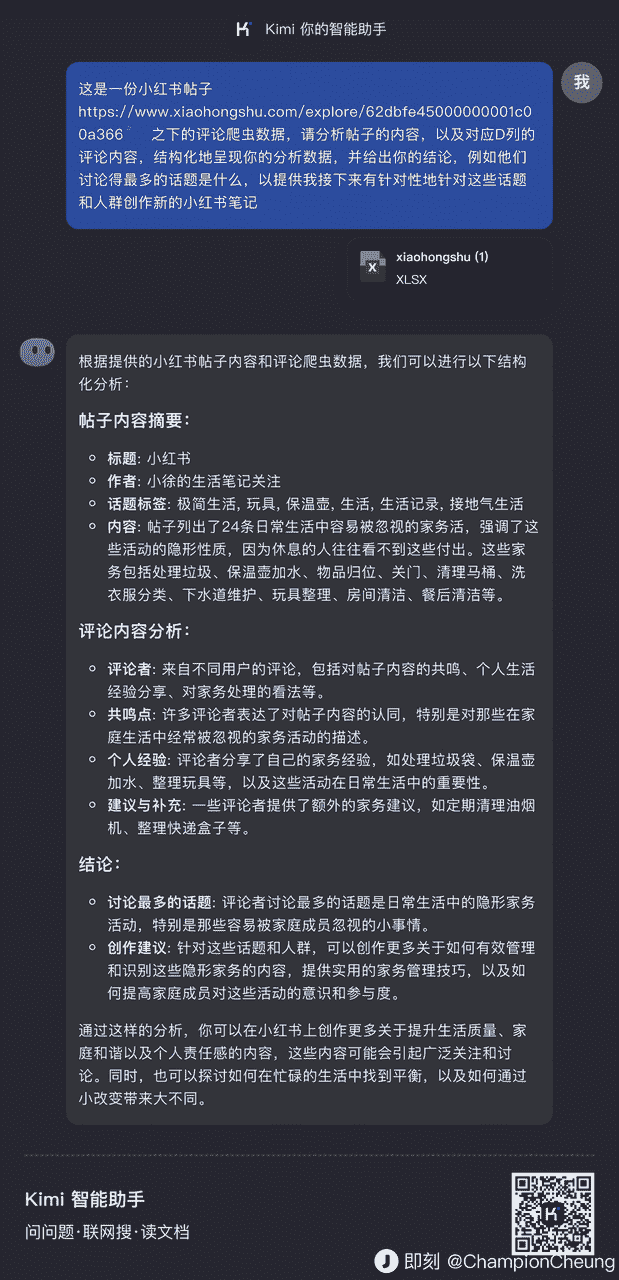 Kimi 你的智能助手
这是一份小红书帖子
https://www.xiaohongshu.com/explore/62dbfe45000000001c0
0a366 之下的评论爬虫数据，请分析帖子的内容，以及对应D列的
评论内容，结构化地呈现你的分析数据，并给出你的结论，例如他们
讨论得最多的话题是什么，以提供我接下来有针对性地针对这些话题
和人群创作新的小红书笔记
我
xiaohongshu (1)
XLSX
根据提供的小红书帖子内容和评论爬虫数据，我们可以进行以下结构
化分析：
帖子内容摘要：
标题: 小红书
作者: 小徐的生活笔记关注
话题标签: 极简生活, 玩具, 保温壶, 生活, 生活记录, 接地气生活
内容: 帖子列出了24条日常生活中容易被忽视的家务活，强调了这
些活动的隐形性质，因为休息的人往往看不到这些付出。这些家
务包括处理垃圾、保温壶加水、物品归位、关门、清理马桶、洗
衣服分类、下水道维护、玩具整理、房间清洁、餐后清洁等。
评论内容分析：
评论者: 来自不同用户的评论，包括对帖子内容的共鸣、个人生活
经验分享、对家务处理的看法等。
共鸣点: 许多评论者表达了对帖子内容的认同，特别是对那些在家
庭生活中经常被忽视的家务活动的描述。
个人经验: 评论者分享了自己的家务经验，如处理垃圾袋、保温壶
加水、整理玩具等，以及这些活动在日常生活中的重要性。
建议与补充: 一些评论者提供了额外的家务建议，如定期清理油烟
机、整理快递盒子等。
结论：
讨论最多的话题: 评论者讨论最多的话题是日常生活中的隐形家务
活动，特别是那些容易被家庭成员忽视的小事情。
创作建议: 针对这些话题和人群，可以创作更多关于如何有效管理
和识别这些隐形家务的内容，提供实用的家务管理技巧，以及如
何提高家庭成员对这些活动的意识和参与度。
通过这样的分析，你可以在小红书上创作更多关于提升生活质量、家
庭和谐以及个人责任感的内容，这些内容可能会引起广泛关注和讨
论。同时，也可以探讨如何在忙碌的生活中找到平衡，以及如何通过
小改变带来大不同。
Kimi 智能助手
问问题·联网搜·读文档
即刻 @ChampionCheung